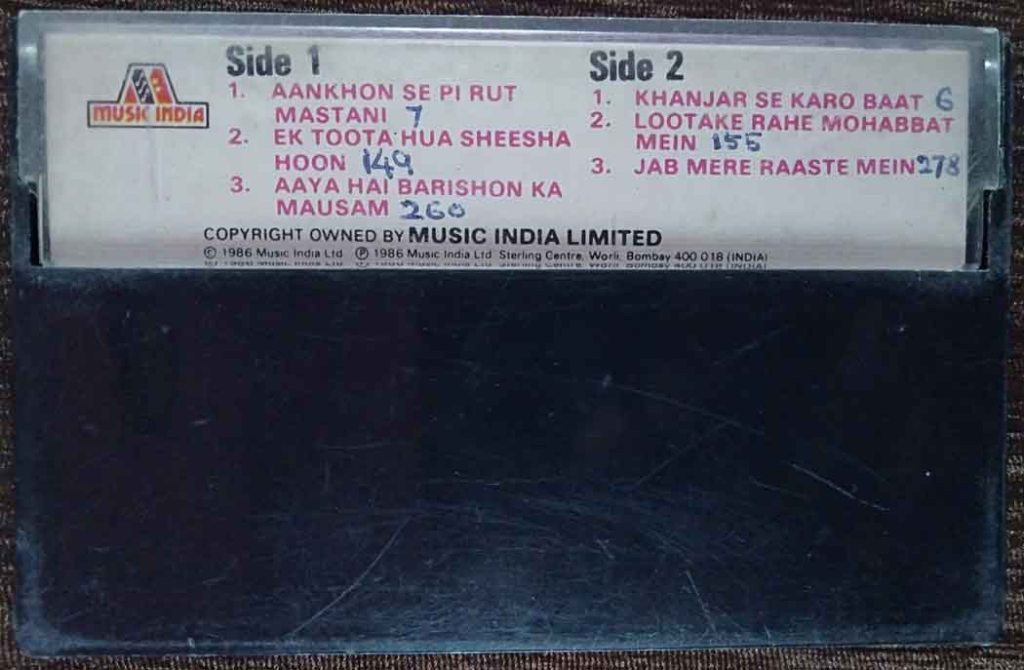 MUSIC INDIA
Side 1
1. AANKHON SE PI RUT
MASTANI 7
2. EK TOOTA HUA SHEESHA
HOON 149
3. AAYA HAI BARISHON KA
MAUSAM 260
Side 2
1. KHANJAR SE KARO BAAT 6
2. LOOTAKE RAHE MOHABBAT
MEIN 155
3. JAB MERE RAASTE MEIN 278
COPYRIGHT OWNED BY MUSIC INDIA LIMITED
© 1986 Music India Ltd ℗ 1986 Music India Ltd Sterling Centre, Worli, Bombay 400 018 (INDIA)